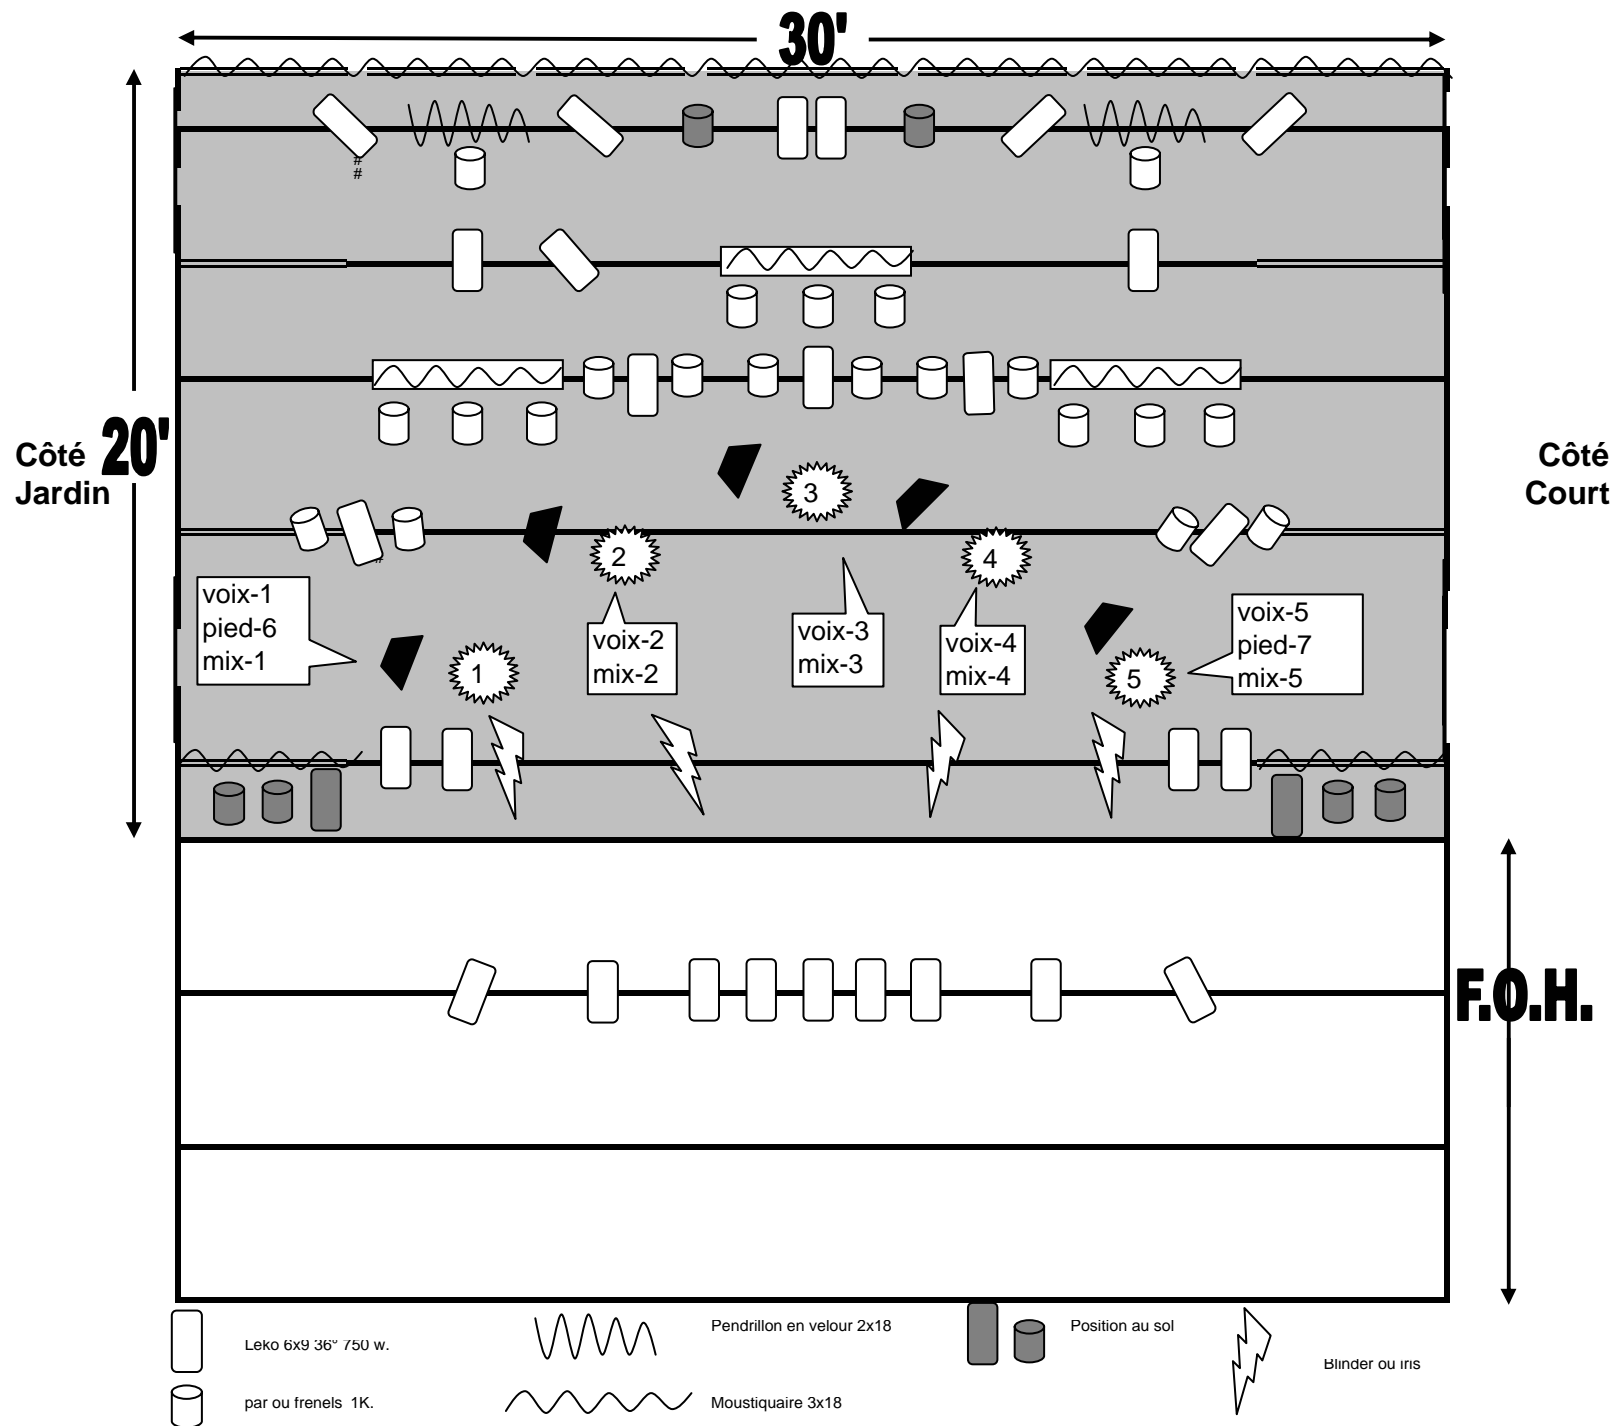 30'
#
#
20'
Côté
Jardin
Côté
Court
3
2
4
#
voix-1
pied-6
mix-1
voix-2
mix-2
voix-3
mix-3
voix-4
mix-4
voix-5
pied-7
mix-5
1
5
F.O.H.
Leko 6x9 36° 750 w.
Pendrillon en velour 2x18
Position au sol
Blinder ou iris
par ou frenels 1K.
Moustiquaire 3x18